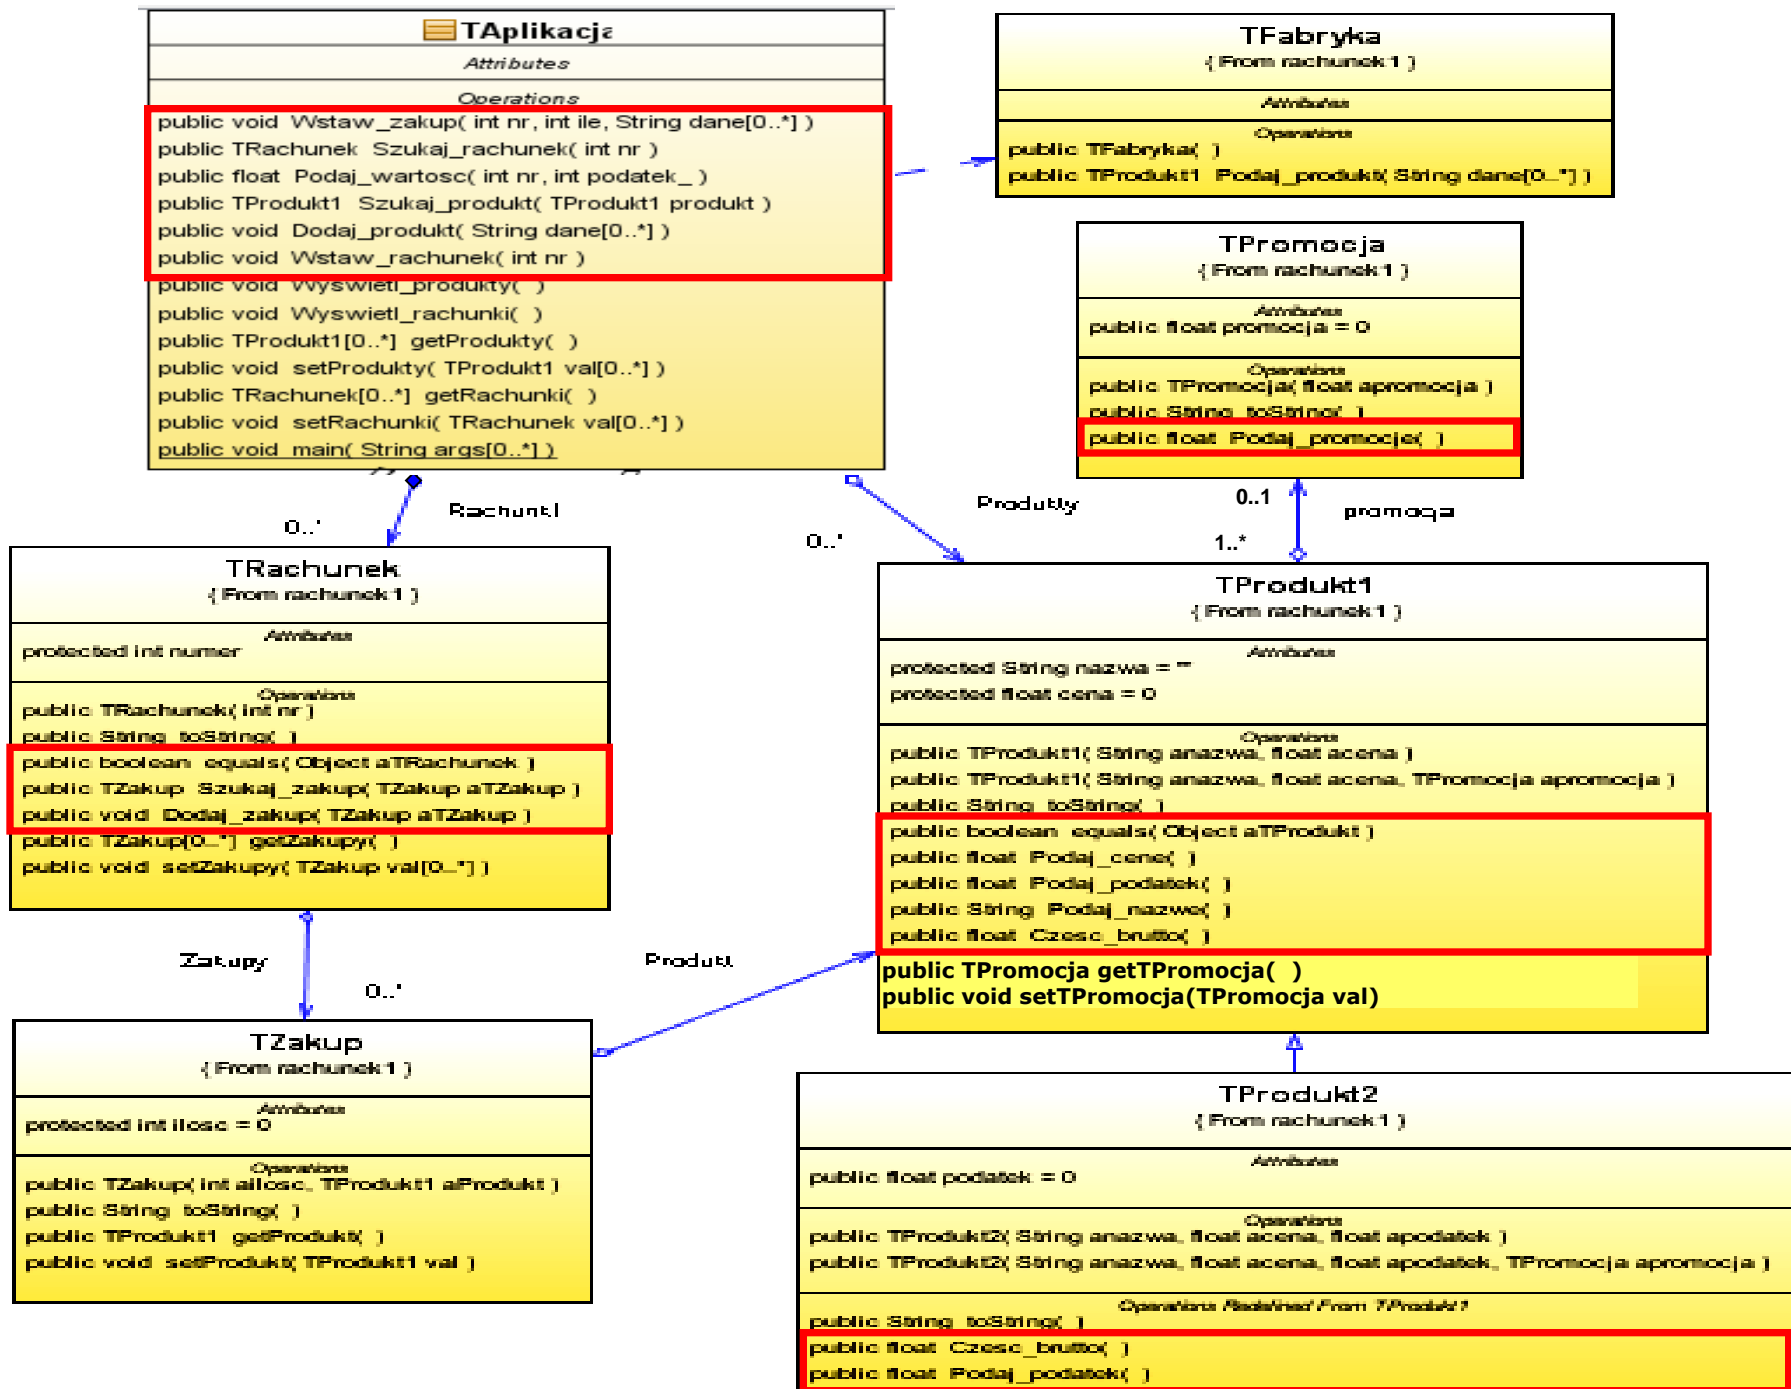 TAplikacja
Attributes
Operations
public void Wstaw_zakup( int nr, int ile, String dane[0..*] )
public TRachunek Szukaj_rachunek( int nr )
public float Podaj_wartosc( int nr, int podatek_ )
public TProdukt1 Szukaj_produkt( TProdukt1 produkt )
public void Dodaj_produkt( String dane[0..*] )
public void Wstaw_rachunek( int nr )
public void Wyswietl_produkty( )
public void Wyswietl_rachunki( )
public TProdukt1[0..*] getProdukty( )
public void setProdukty( TProdukt1 val[0..*] )
public TRachunek[0..*] getRachunki( )
public void setRachunki( TRachunek val[0..*] )
public void main( String args[0..*] )
TFabryka
{ From rachunek1 }
Attributes
Operations
public TFabryka( )
public TProdukt1 Podaj_produkt( String dane[0..*] )
TPromocja
{ From rachunek1 }
Attributes
public float promocja = 0
Operations
public TPromocja( float apromocja )
public String toString( )
public float Podaj_promocje( )
Rachunki
0..*
Produkty
0..*
0..1
promocja
1..*
TRachunek
{ From rachunek1 }
Attributes
protected int numer
Operations
public TRachunek( int nr )
public String toString( )
public boolean equals( Object aTRachunek )
public TZakup Szukaj_zakup( TZakup aTZakup )
public void Dodaj_zakup( TZakup aTZakup )
public TZakup[0..*] getZakupy( )
public void setZakupy( TZakup val[0..*] )
TProdukt1
{ From rachunek1 }
Attributes
protected String nazwa = ""
protected float cena = 0
Operations
public TProdukt1( String anazwa, float acena )
public TProdukt1( String anazwa, float acena, TPromocja apromocja )
public String toString( )
public boolean equals( Object aTProdukt )
public float Podaj_cene( )
public float Podaj_podatek( )
public String Podaj_nazwe( )
public float Czesc_brutto( )
public TPromocja getTPromocja( )
public void setTPromocja(TPromocja val)
Zakupy
0..*
Produkt
TZakup
{ From rachunek1 }
Attributes
protected int ilosc = 0
Operations
public TZakup( int ailosc, TProdukt1 aProdukt )
public String toString( )
public TProdukt1 getProdukt( )
public void setProdukt( TProdukt1 val )
TProdukt2
{ From rachunek1 }
Attributes
public float podatek = 0
Operations
public TProdukt2( String anazwa, float acena, float apodatek )
public TProdukt2( String anazwa, float acena, float apodatek, TPromocja apromocja )
Operations Redefined From TProdukt1
public String toString( )
public float Czesc_brutto( )
public float Podaj_podatek( )